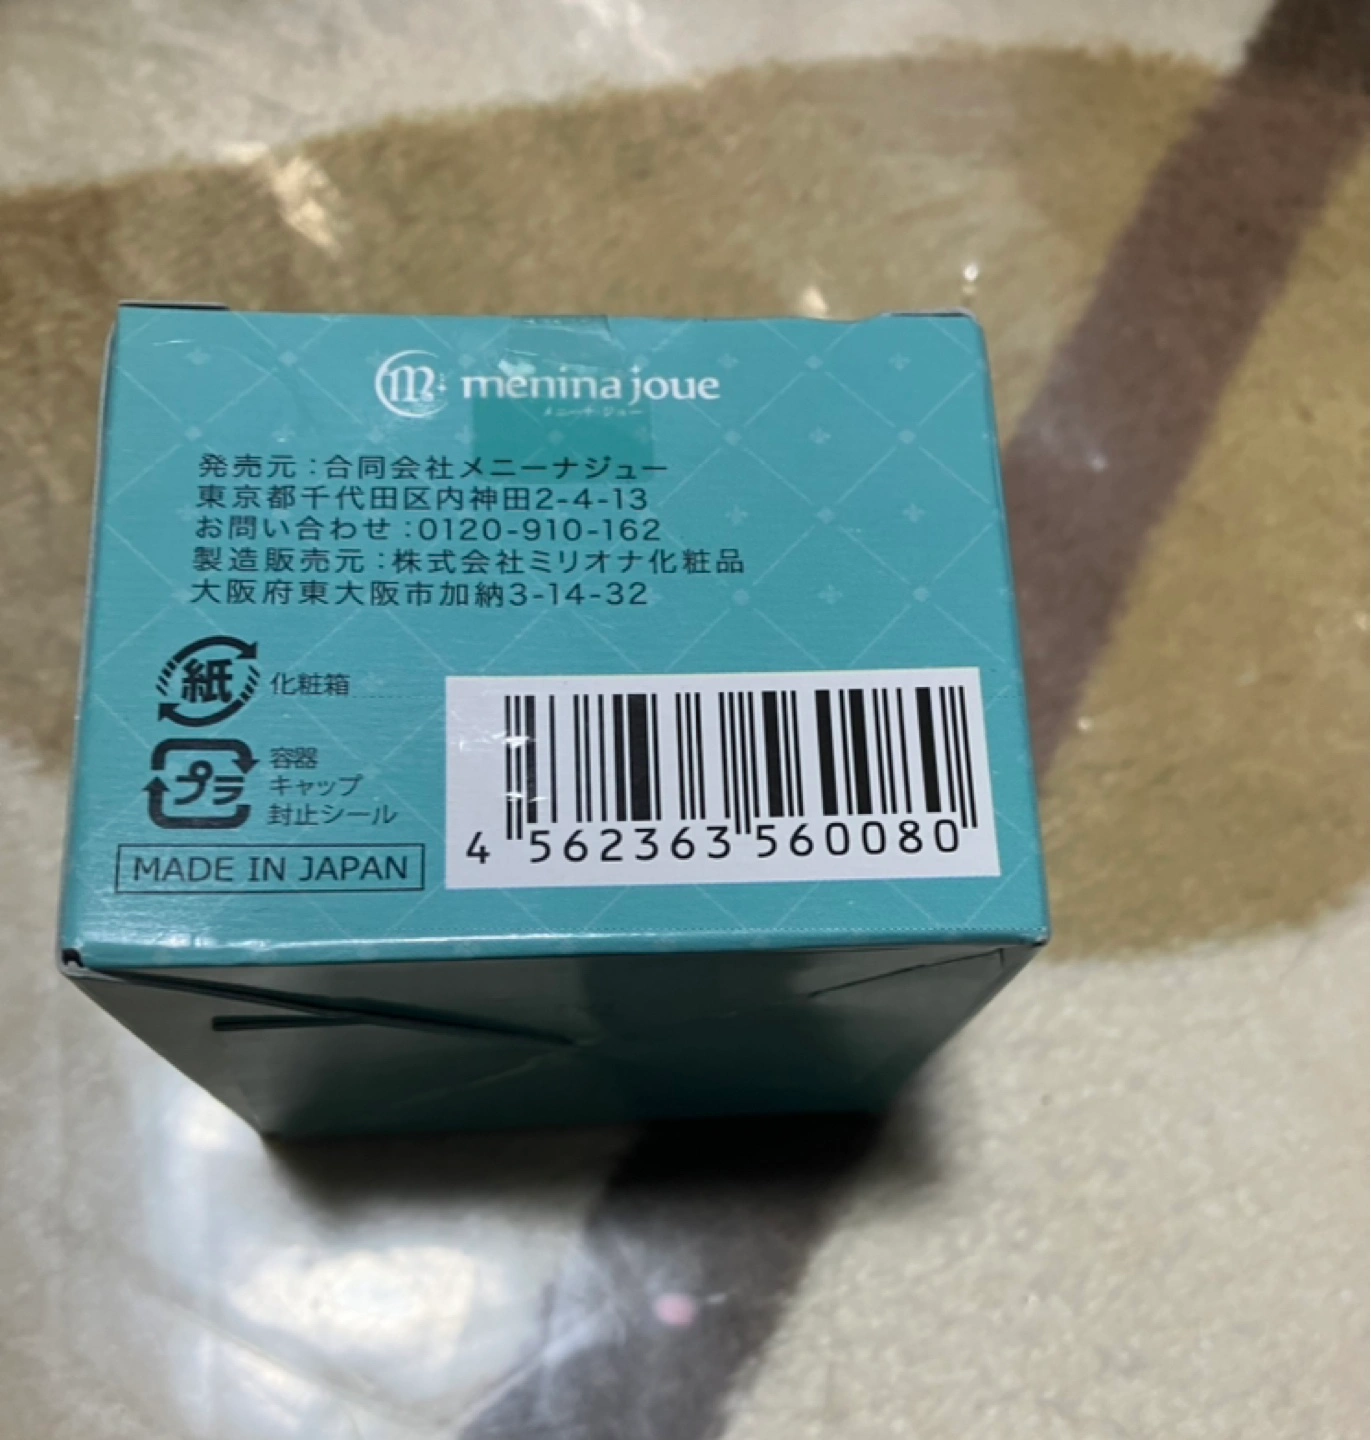 menina joue
メニーナ・ジュー
発売元:合同会社メニーナジュー
東京都千代田区内神田2-4-13
お問い合わせ:0120-910-162
製造販売元:株式会社ミリオナ化粧品
大阪府東大阪市加納3-14-32
紙 化粧箱
プラ 容器
キャップ
封止シール
MADE IN JAPAN
4 562363 560080